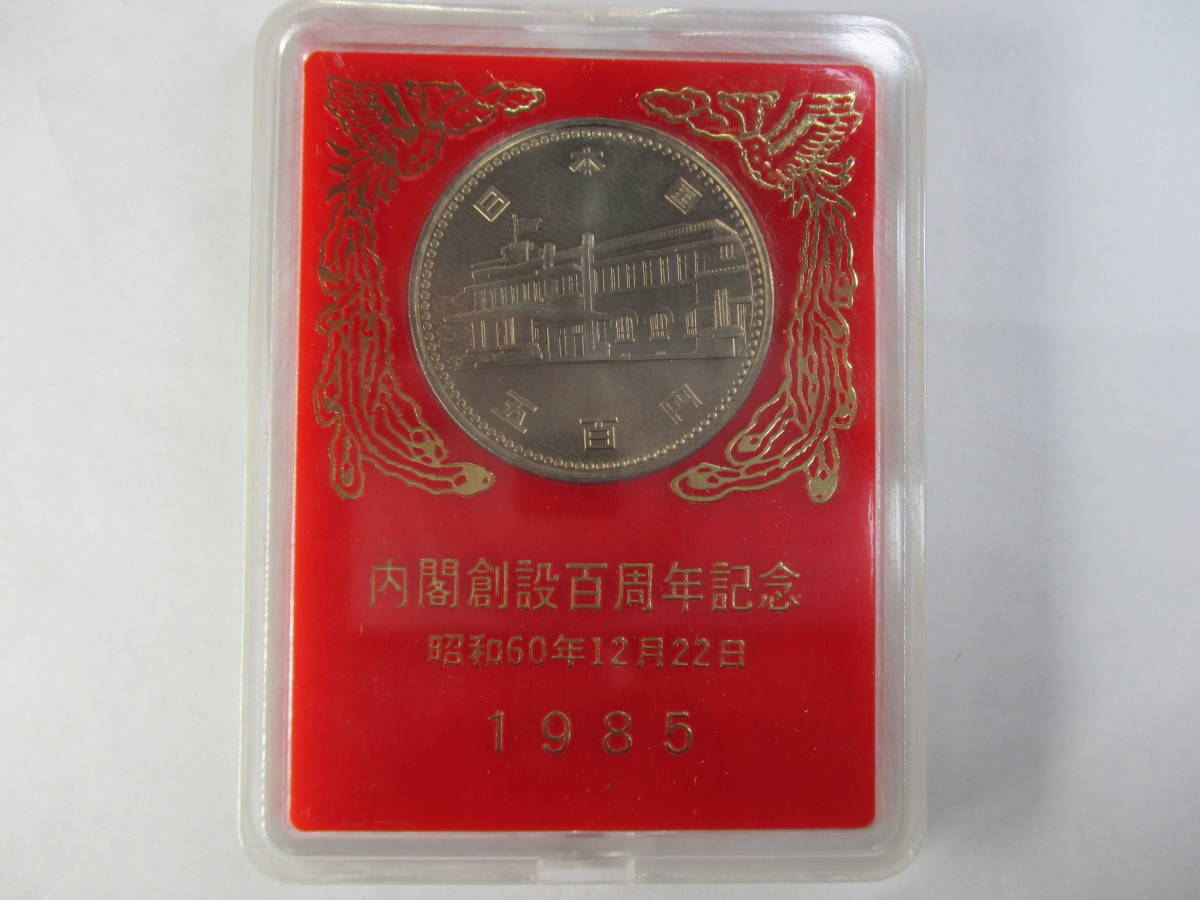 日本国
五百円
内閣創設百周年記念
昭和60年12月22日
1985